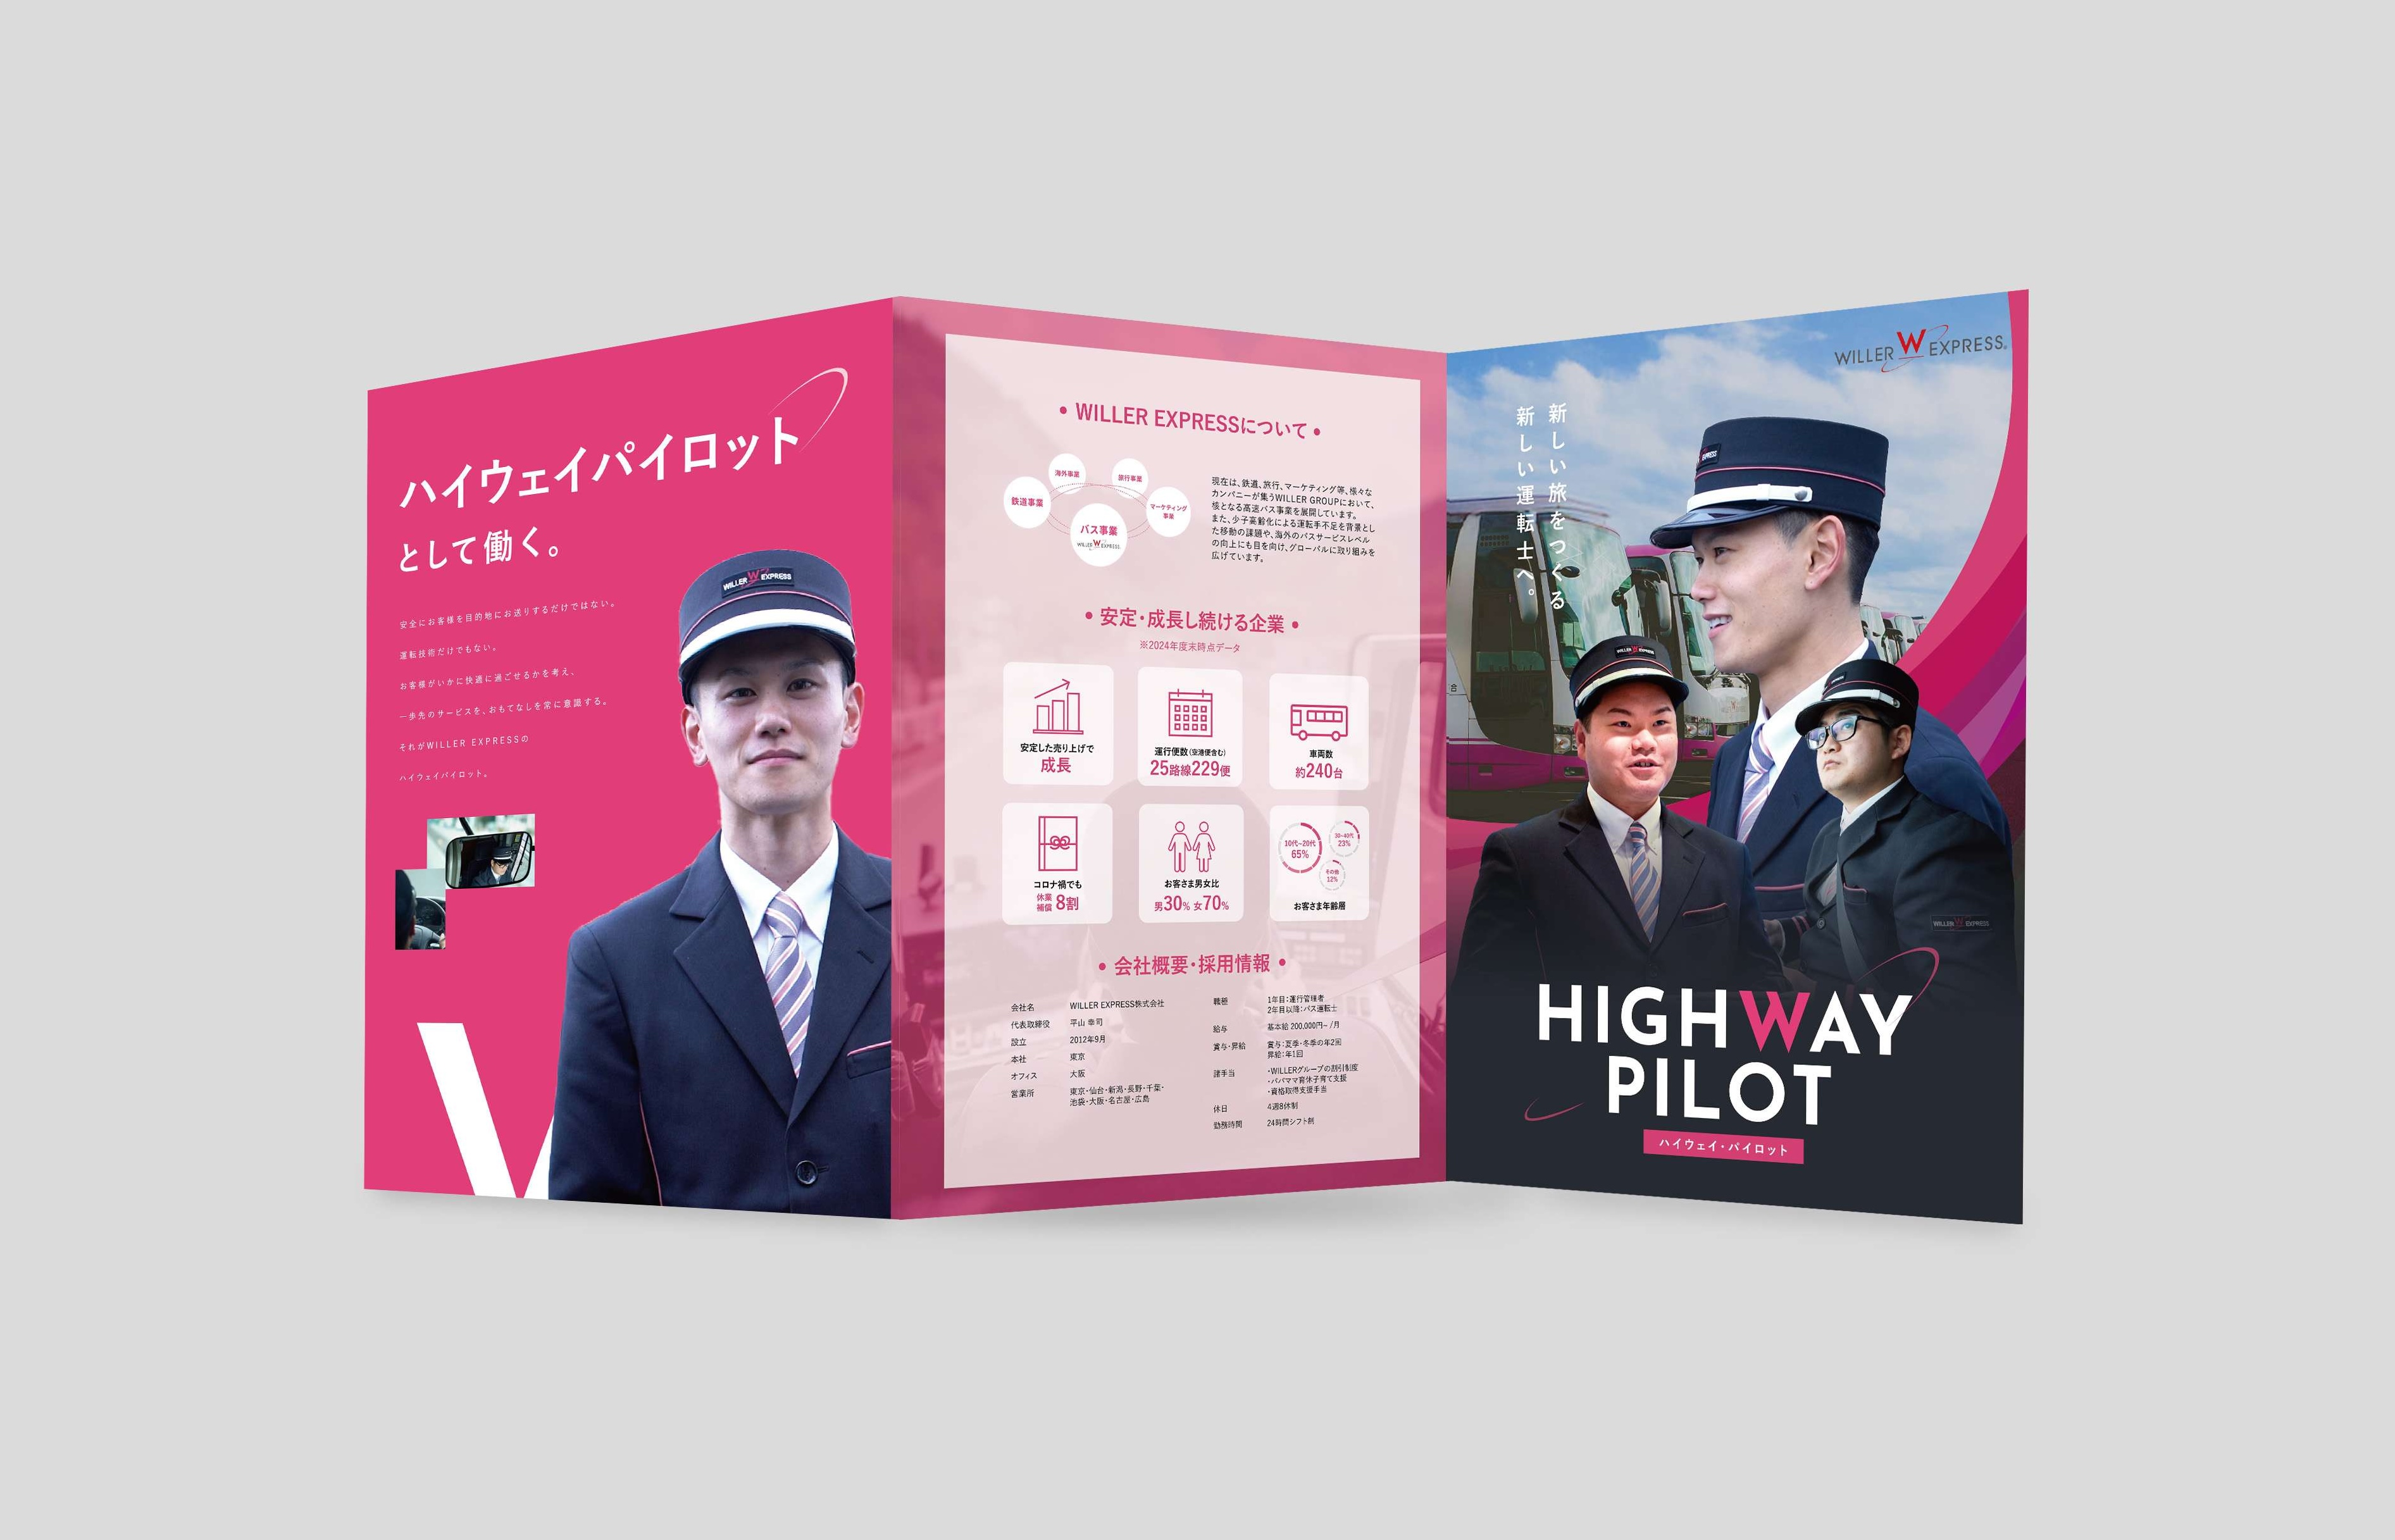 ハイウェイパイロット
として働く。
安全にお客様を目的地にお送りするだけではない。
運転技術だけでもない。
お客様がいかに快適に過ごせるかを考え、
一歩先のサービスを、おもてなしを常に意識する。
それがWILLER EXPRESSの
ハイウェイパイロット。
WILLER EXPRESS
W
• WILLER EXPRESSについて •
海外事業
旅行事業
鉄道事業
マーケティング
事業
バス事業
WILLER EXPRESS
現在は、鉄道、旅行、マーケティング等、様々な
カンパニーが集うWILLER GROUPにおいて、
核となる高速バス事業を展開しています。
また、少子高齢化による運転手不足を背景とし
た移動の課題や、海外のバスサービスレベル
の向上にも目を向け、グローバルに取り組みを
広げています。
• 安定・成長し続ける企業 •
※2024年度末時点データ
安定した売り上げで
成長
運行便数(空港便含む)
25路線229便
車両数
約240台
コロナ禍でも
休業
補償 8割
お客さま男女比
男30% 女70%
10代~20代
65%
30~40代
23%
その他
12%
お客さま年齢層
• 会社概要・採用情報 •
会社名 WILLER EXPRESS株式会社
代表取締役 平山 幸司
設立 2012年9月
本社 東京
オフィス 大阪
営業所 東京・仙台・新潟・長野・千葉・
池袋・大阪・名古屋・広島
職種 1年目：運行管理者
2年目以降：バス運転士
給与 基本給 200,000円~ /月
賞与・昇給 賞与：夏季・冬季の年2回
昇給：年1回
諸手当 ・WILLERグループの割引制度
・パパママ育休子育て支援
・資格取得支援手当
休日 4週8休制
勤務時間 24時間シフト制
WILLER EXPRESS®
新しい旅をつくる
新しい運転士へ。
EXPRESS
WILLER EXPRESS
WILLER EXPRESS
HIGHWAY
PILOT
ハイウェイ・パイロット